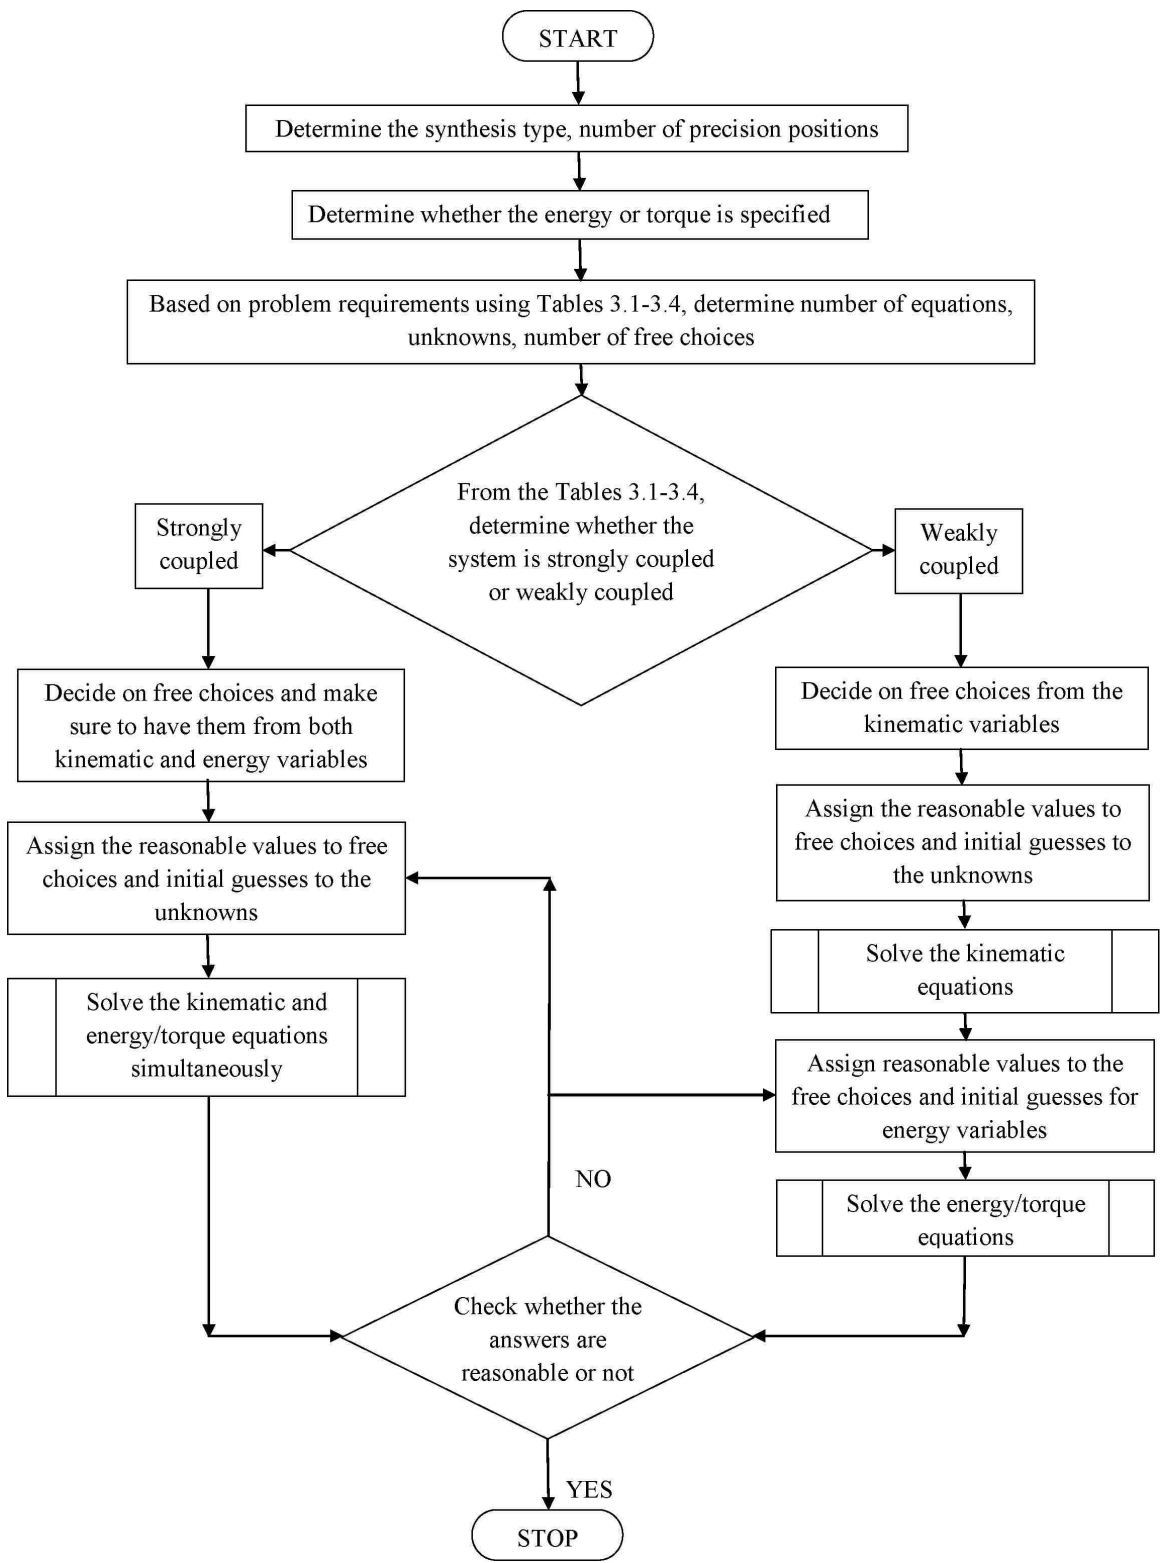 START
Determine the synthesis type, number of precision positions
Determine whether the energy or torque is specified
Based on problem requirements using Tables 3.1-3.4, determine number of equations,
unknowns, number of free choices
From the Tables 3.1-3.4,
determine whether the
system is strongly coupled
or weakly coupled
Strongly
coupled
Weakly
coupled
Decide on free choices and make
sure to have them from both
kinematic and energy variables
Decide on free choices from the
kinematic variables
Assign the reasonable values to free
choices and initial guesses to the
unknowns
Assign the reasonable values to
free choices and initial guesses to
the unknowns
Solve the kinematic and
energy/torque equations
simultaneously
Solve the kinematic
equations
Assign reasonable values to the
free choices and initial guesses for
energy variables
NO
Solve the energy/torque
equations
Check whether the
answers are
reasonable or not
YES
STOP